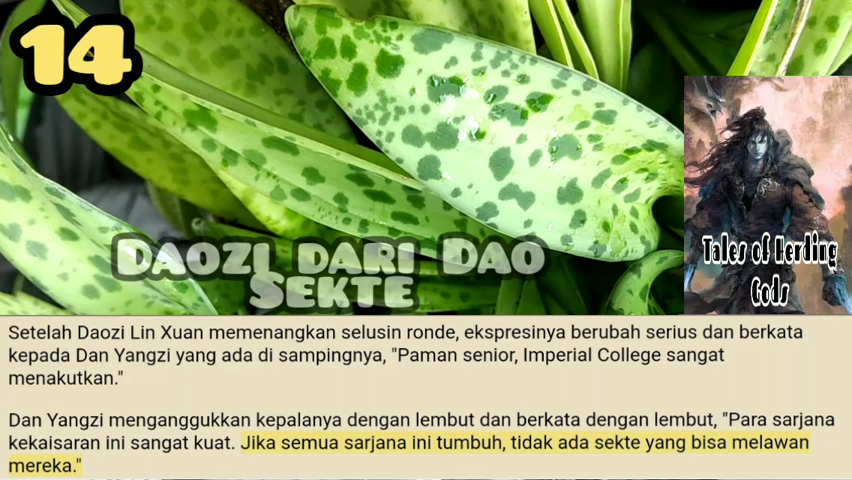 14
DAOZI DARI DAO
SEKTE
Tales of Herding
Gods
Setelah Daozi Lin Xuan memenangkan selusin ronde, ekspresinya berubah serius dan berkata
kepada Dan Yangzi yang ada di sampingnya, "Paman senior, Imperial College sangat
menakutkan."
Dan Yangzi menganggukkan kepalanya dengan lembut dan berkata dengan lembut, "Para sarjana
kekaisaran ini sangat kuat. Jika semua sarjana ini tumbuh, tidak ada sekte yang bisa melawan
mereka."